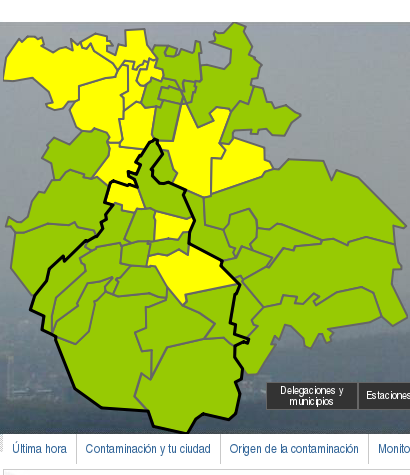 Delegaciones y
municipios
Estaciones
Última hora
Contaminación y tu ciudad
Origen de la contaminación
Monito